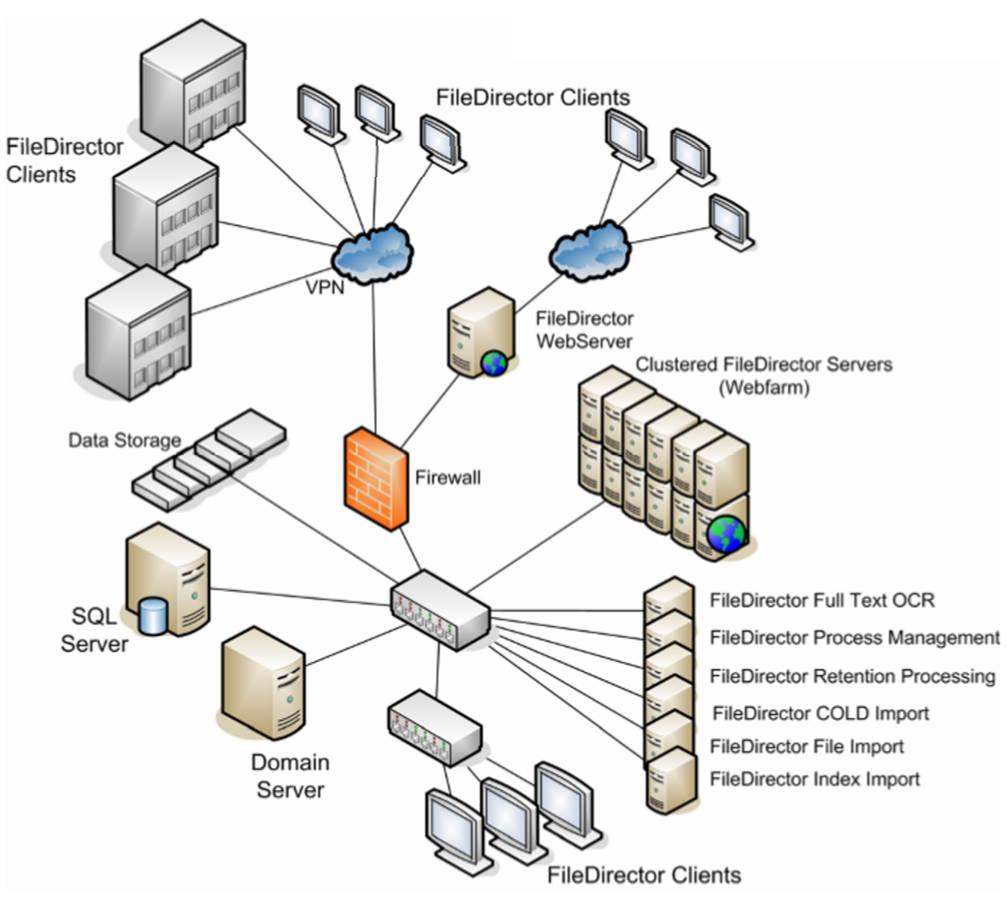 FileDirector Clients
FileDirector
Clients
VPN
FileDirector
WebServer
Clustered FileDirector Servers
(Webfarm)
Data Storage
Firewall
SQL
Server
FileDirector Full Text OCR
FileDirector Process Management
FileDirector Retention Processing
FileDirector COLD Import
FileDirector File Import
FileDirector Index Import
Domain
Server
FileDirector Clients